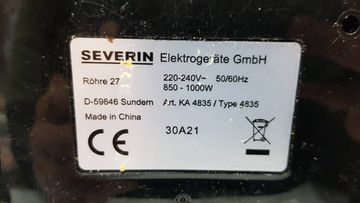 SEVERIN Elektrogeräte GmbH
Röhre 27 220-240V~ 50/60Hz
850 - 1000W
D-59846 Sundern Art. KA 4835 / Type 4835
Made in China
30A21
CE